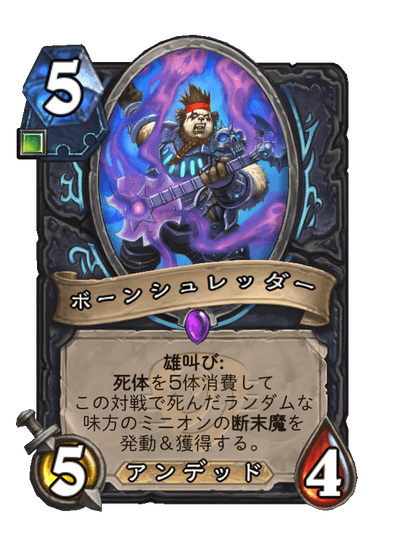 5
ボーンシュレッダー
雄叫び:
死体を5体消費して
この対戦で死んだランダムな
味方のミニオンの断末魔を
発動＆獲得する。
5
アンデッド
4